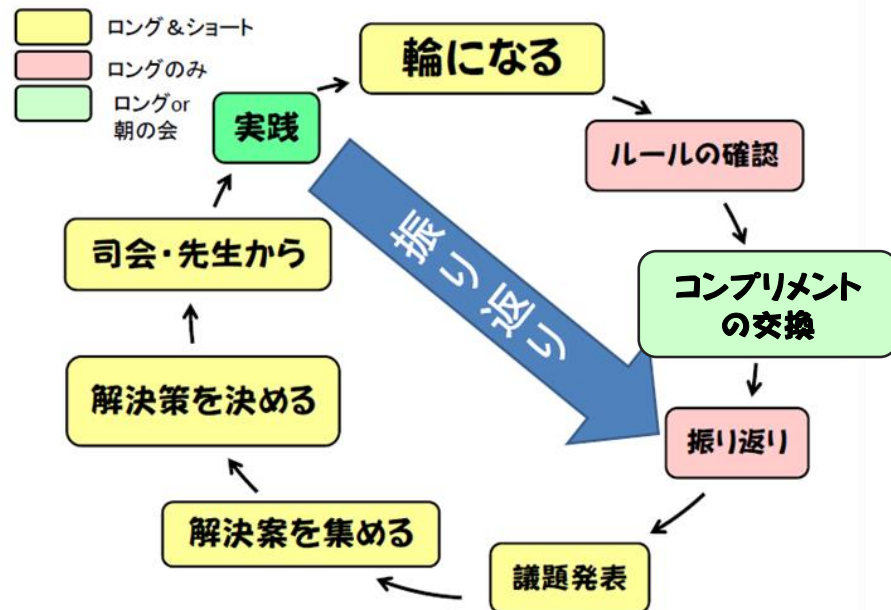 ロング＆ショート
ロングのみ
ロングor
朝の会
輪になる
ルールの確認
コンプリメント
の交換
振り返り
議題発表
解決案を集める
解決策を決める
司会・先生から
実践
振り返り